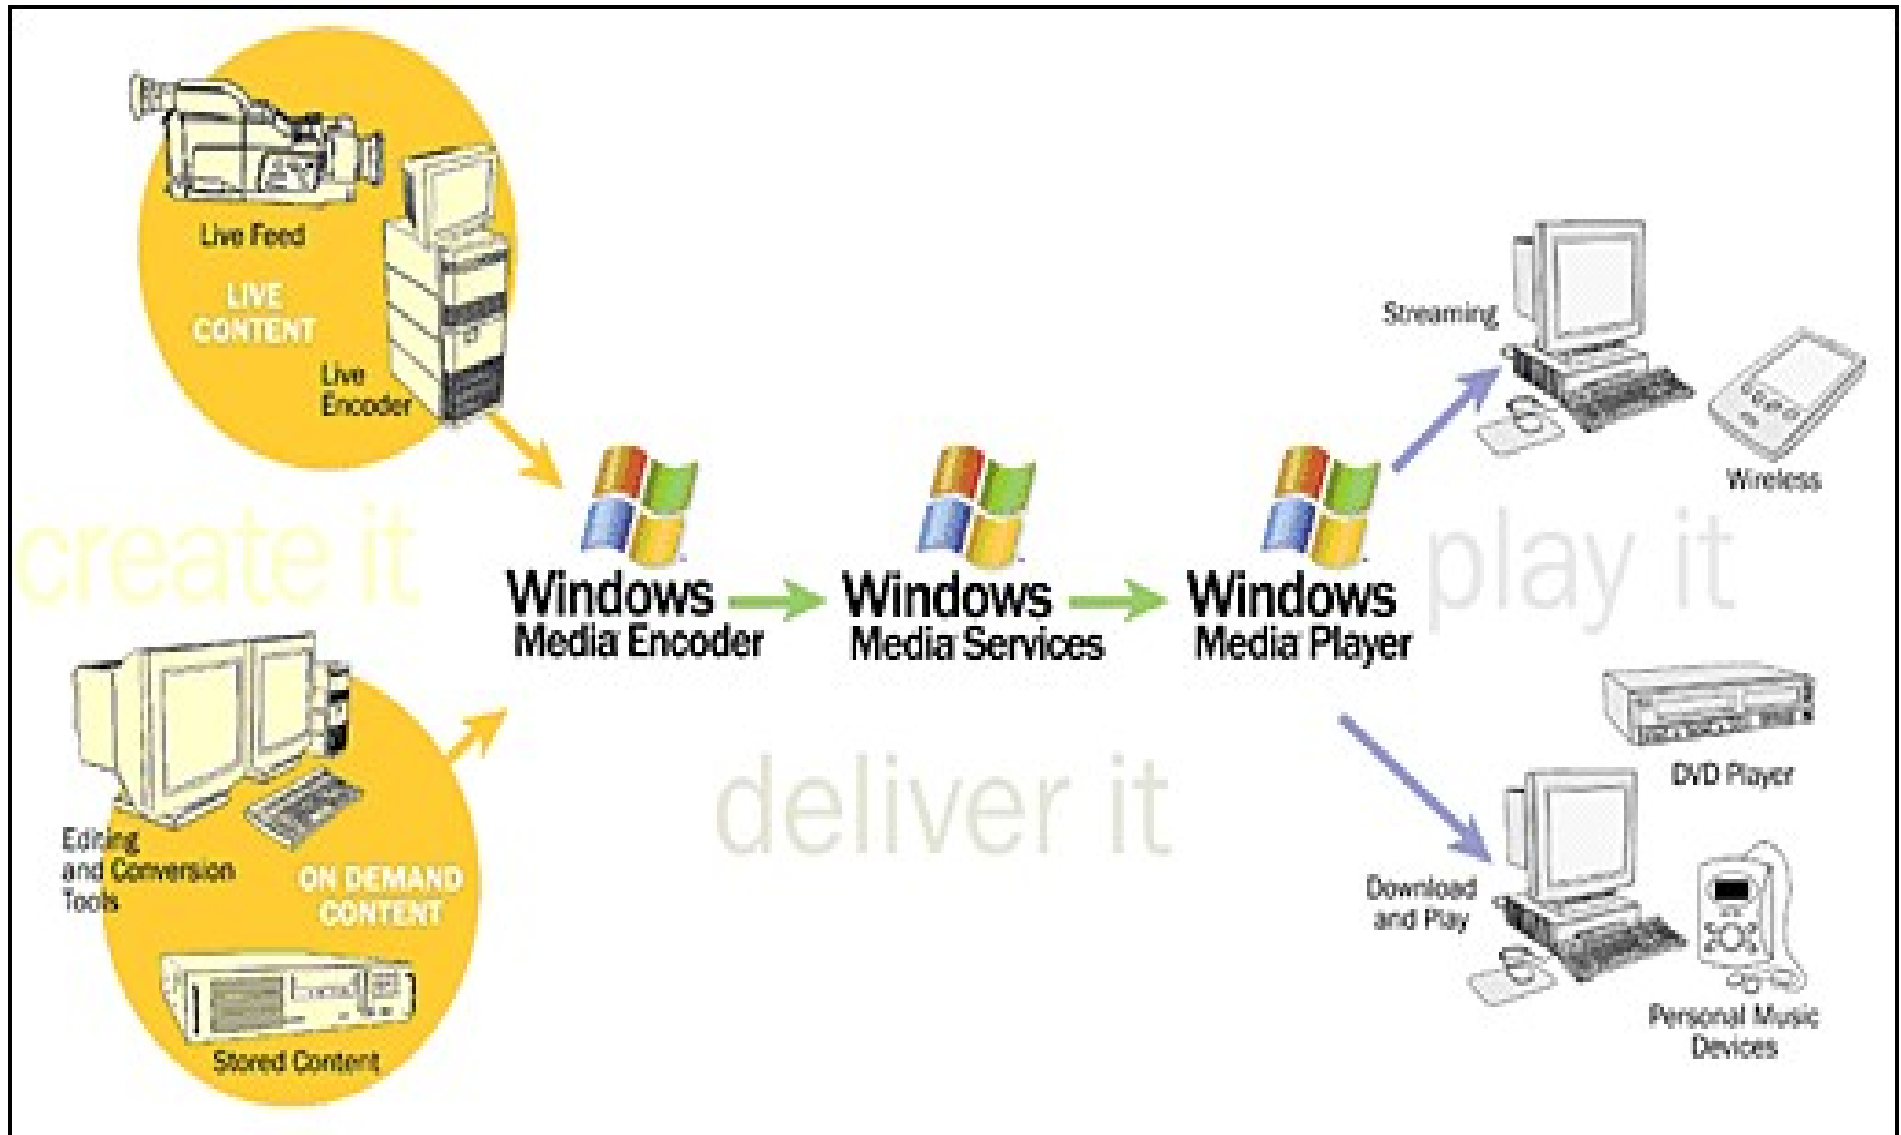 Live Feed
LIVE
CONTENT
Live
Encoder
create it
Editing
and Conversion
Tools
ON DEMAND
CONTENT
Stored Content
Windows
Media Encoder
Windows
Media Services
deliver it
Windows
Media Player
play it
Streaming
Wireless
DVD Player
Download
and Play
Personal Music
Devices